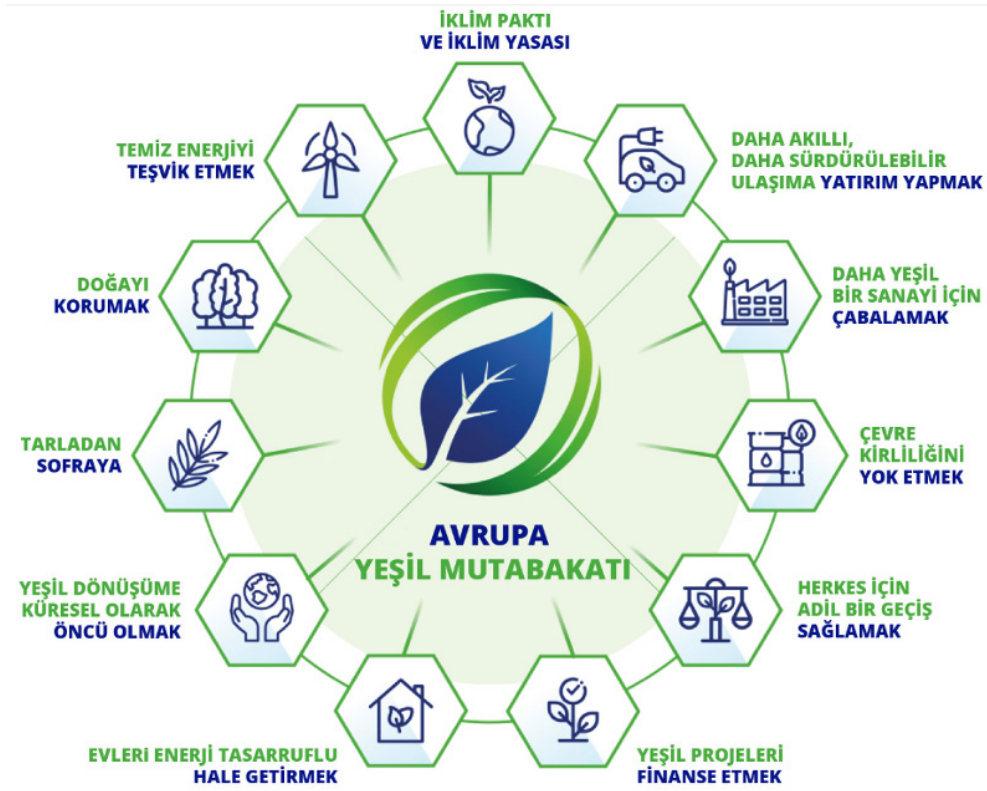 İKLİM PAKTI
VE İKLİM YASASI
DAHA AKILLI,
DAHA SÜRDÜRÜLEBİLİR
ULAŞIMA YATIRIM YAPMAK
DAHA YEŞİL
BİR SANAYİ İÇİN
ÇABALAMAK
ÇEVRE
KİRLİLİĞİNİ
YOK ETMEK
HERKES İÇİN
ADİL BİR GEÇİŞ
SAĞLAMAK
YEŞİL PROJELERİ
FİNANSE ETMEK
EVLERİ ENERJİ TASARRUFLU
HALE GETİRMEK
YEŞİL DÖNÜŞÜME
KÜRESEL OLARAK
ÖNCÜ OLMAK
TARLADAN
SOFRAYA
DOĞAYI
KORUMAK
TEMİZ ENERJİYİ
TEŞVİK ETMEK
AVRUPA
YEŞİL MUTABAKATI